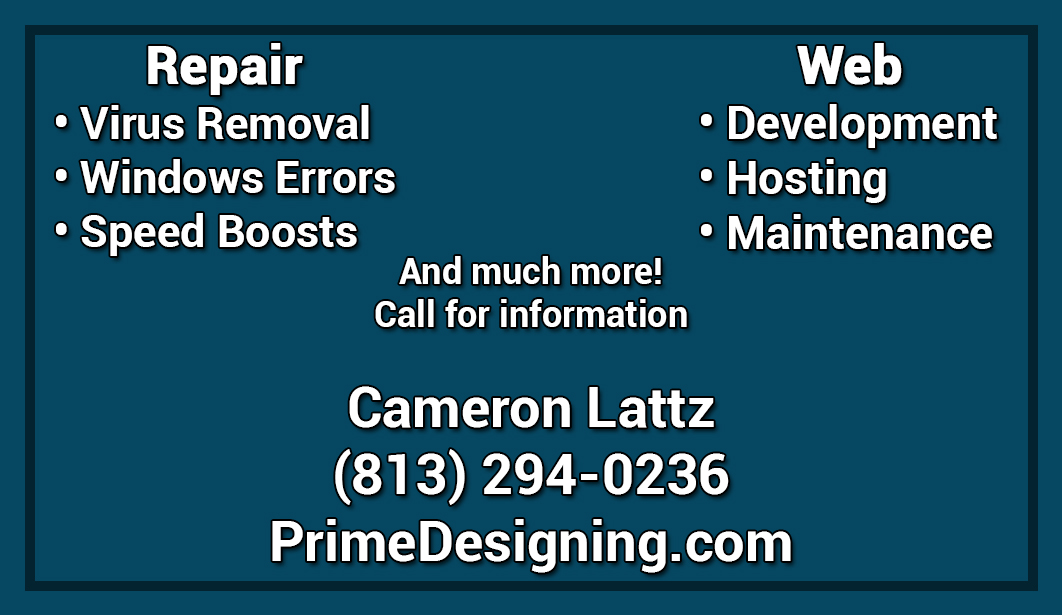 Repair
• Virus Removal
• Windows Errors
• Speed Boosts
Web
• Development
• Hosting
• Maintenance
And much more!
Call for information
Cameron Lattz
(813) 294-0236
PrimeDesigning.com